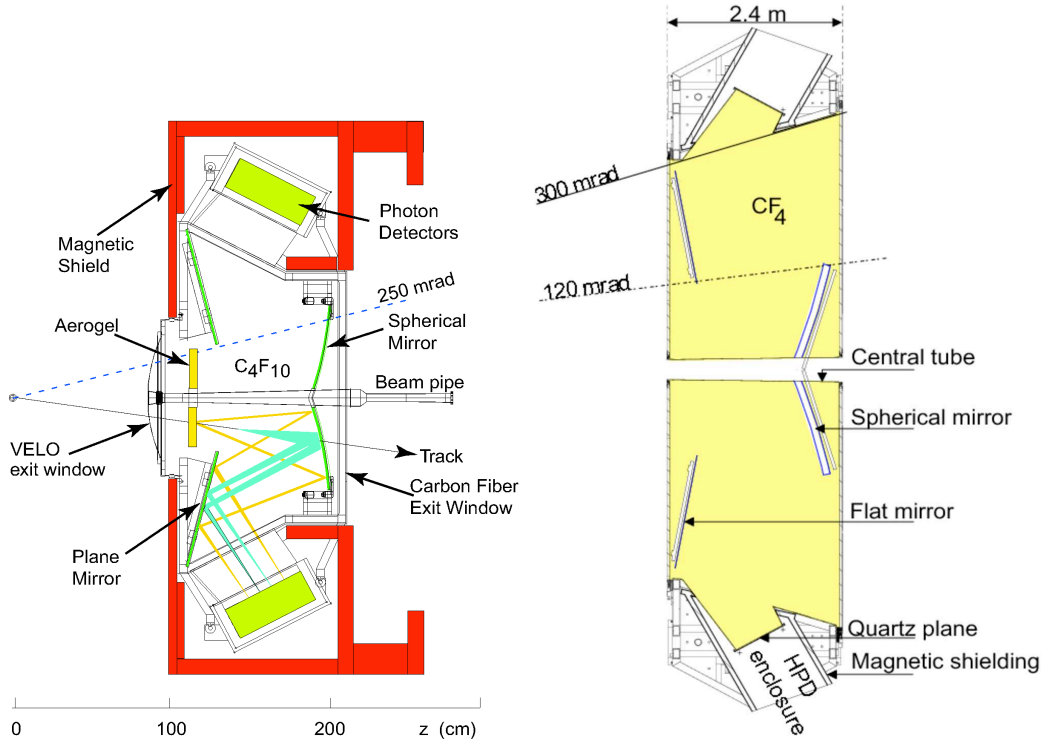 Magnetic
Shield
Aerogel
VELO
exit window
Plane
Mirror
C4F10
250 mrad
Photon
Detectors
Spherical
Mirror
Beam pipe
Track
Carbon Fiber
Exit Window
0
100
200
z (cm)
2.4 m
300 mrad
CF4
120 mrad
Central tube
Spherical mirror
Flat mirror
Quartz plane
Magnetic shielding
HPD
enclosure